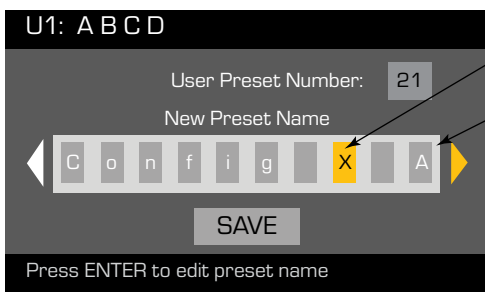 U1: A B C D
User Preset Number: 21
New Preset Name
C o n f i g X A
SAVE
Press ENTER to edit preset name